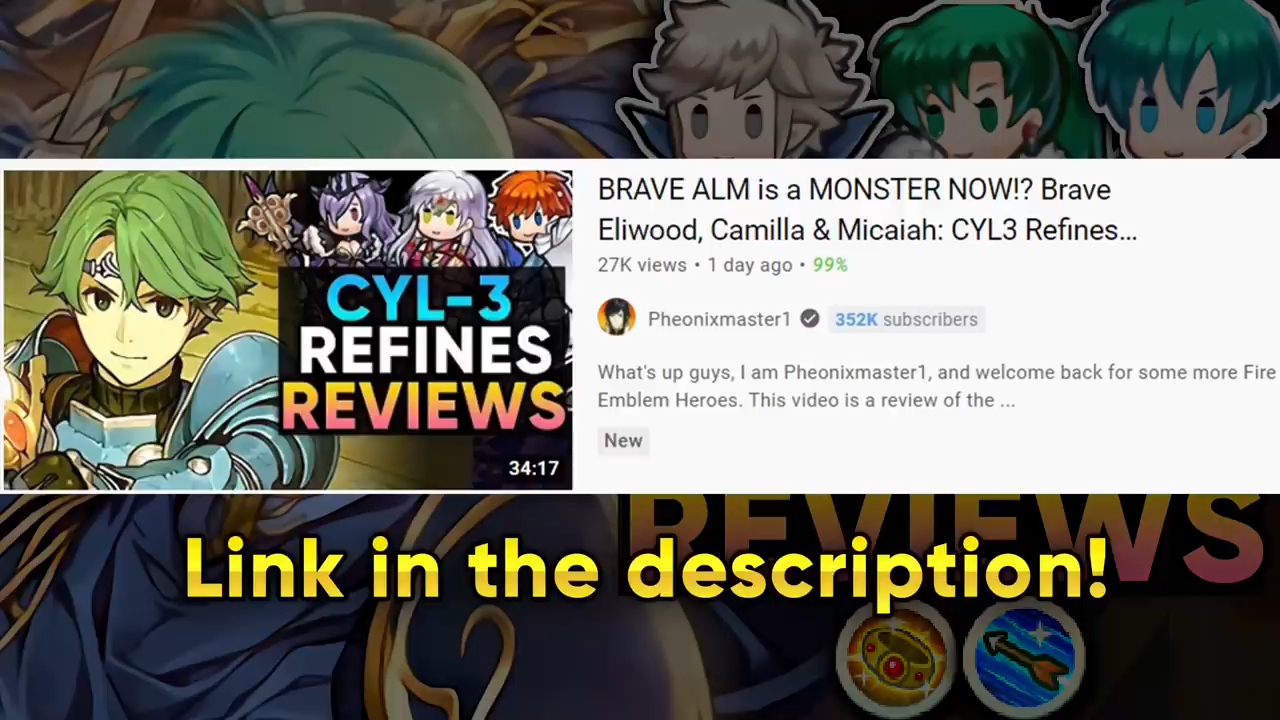 BRAVE ALM is a MONSTER NOW!? Brave
Eliwood, Camilla & Micaiah: CYL3 Refines...
27K views • 1 day ago • 99%
CYL-3
REFINES
REVIEWS
34:17
Pheonixmaster1
352K subscribers
What's up guys, I am Pheonixmaster1, and welcome back for some more Fire
Emblem Heroes. This video is a review of the ...
New
REVIEWS
Link in the description!